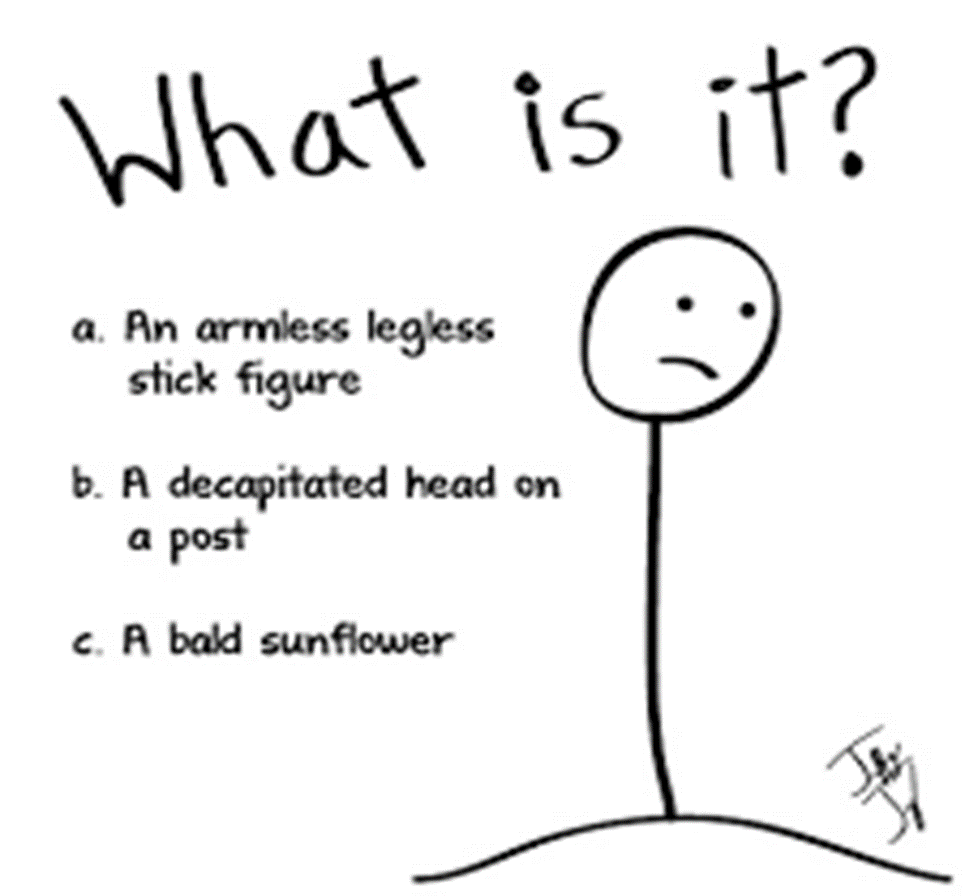 What is it?
a. An armless legless
stick figure
b. A decapitated head on
a post
c. A bald sunflower